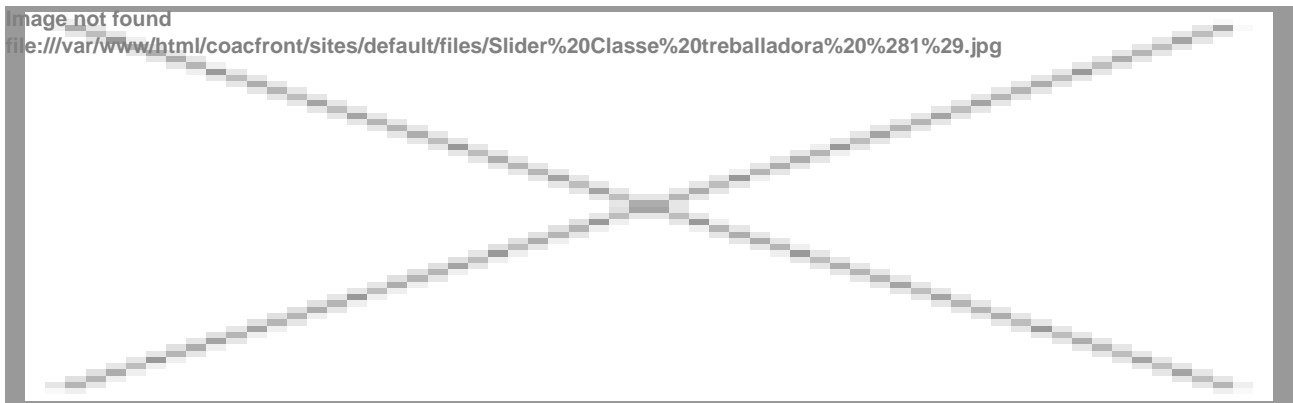 Image not found
file:///var/www/html/coacfront/sites/default/files/Slider%20Classe%20treballadora%20%281%29.jpg